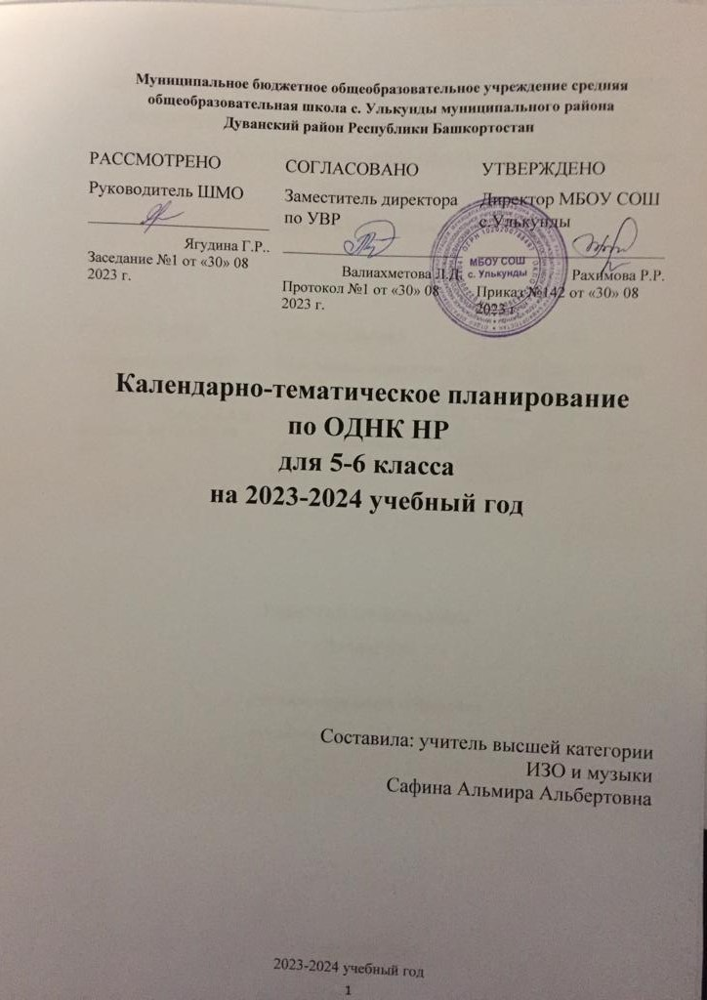 Муниципальное бюджетное общеобразовательное учреждение средняя
общеобразовательная школа с. Улькунды муниципального района
Дуванский район Республики Башкортостан
РАССМОТРЕНО
Руководитель ШМО
Ягудина Г.Р..
Заседание №1 от «30» 08
2023 г.
СОГЛАСОВАНО
Заместитель директора
по УВР
Валиахметова Л.Д.
Протокол №1 от «30» 08
2023 г.
УТВЕРЖДЕНО
Директор МБОУ СОШ
с.Улькунды
Рахимова Р.Р.
Приказ №142 от «30» 08
2023 г.
МБОУ СОШ
с. Улькунды
Календарно-тематическое планирование
по ОДНК НР
для 5-6 класса
на 2023-2024 учебный год
Составила: учитель высшей категории
ИЗО и музыки
Сафина Альмира Альбертовна
2023-2024 учебный год
1